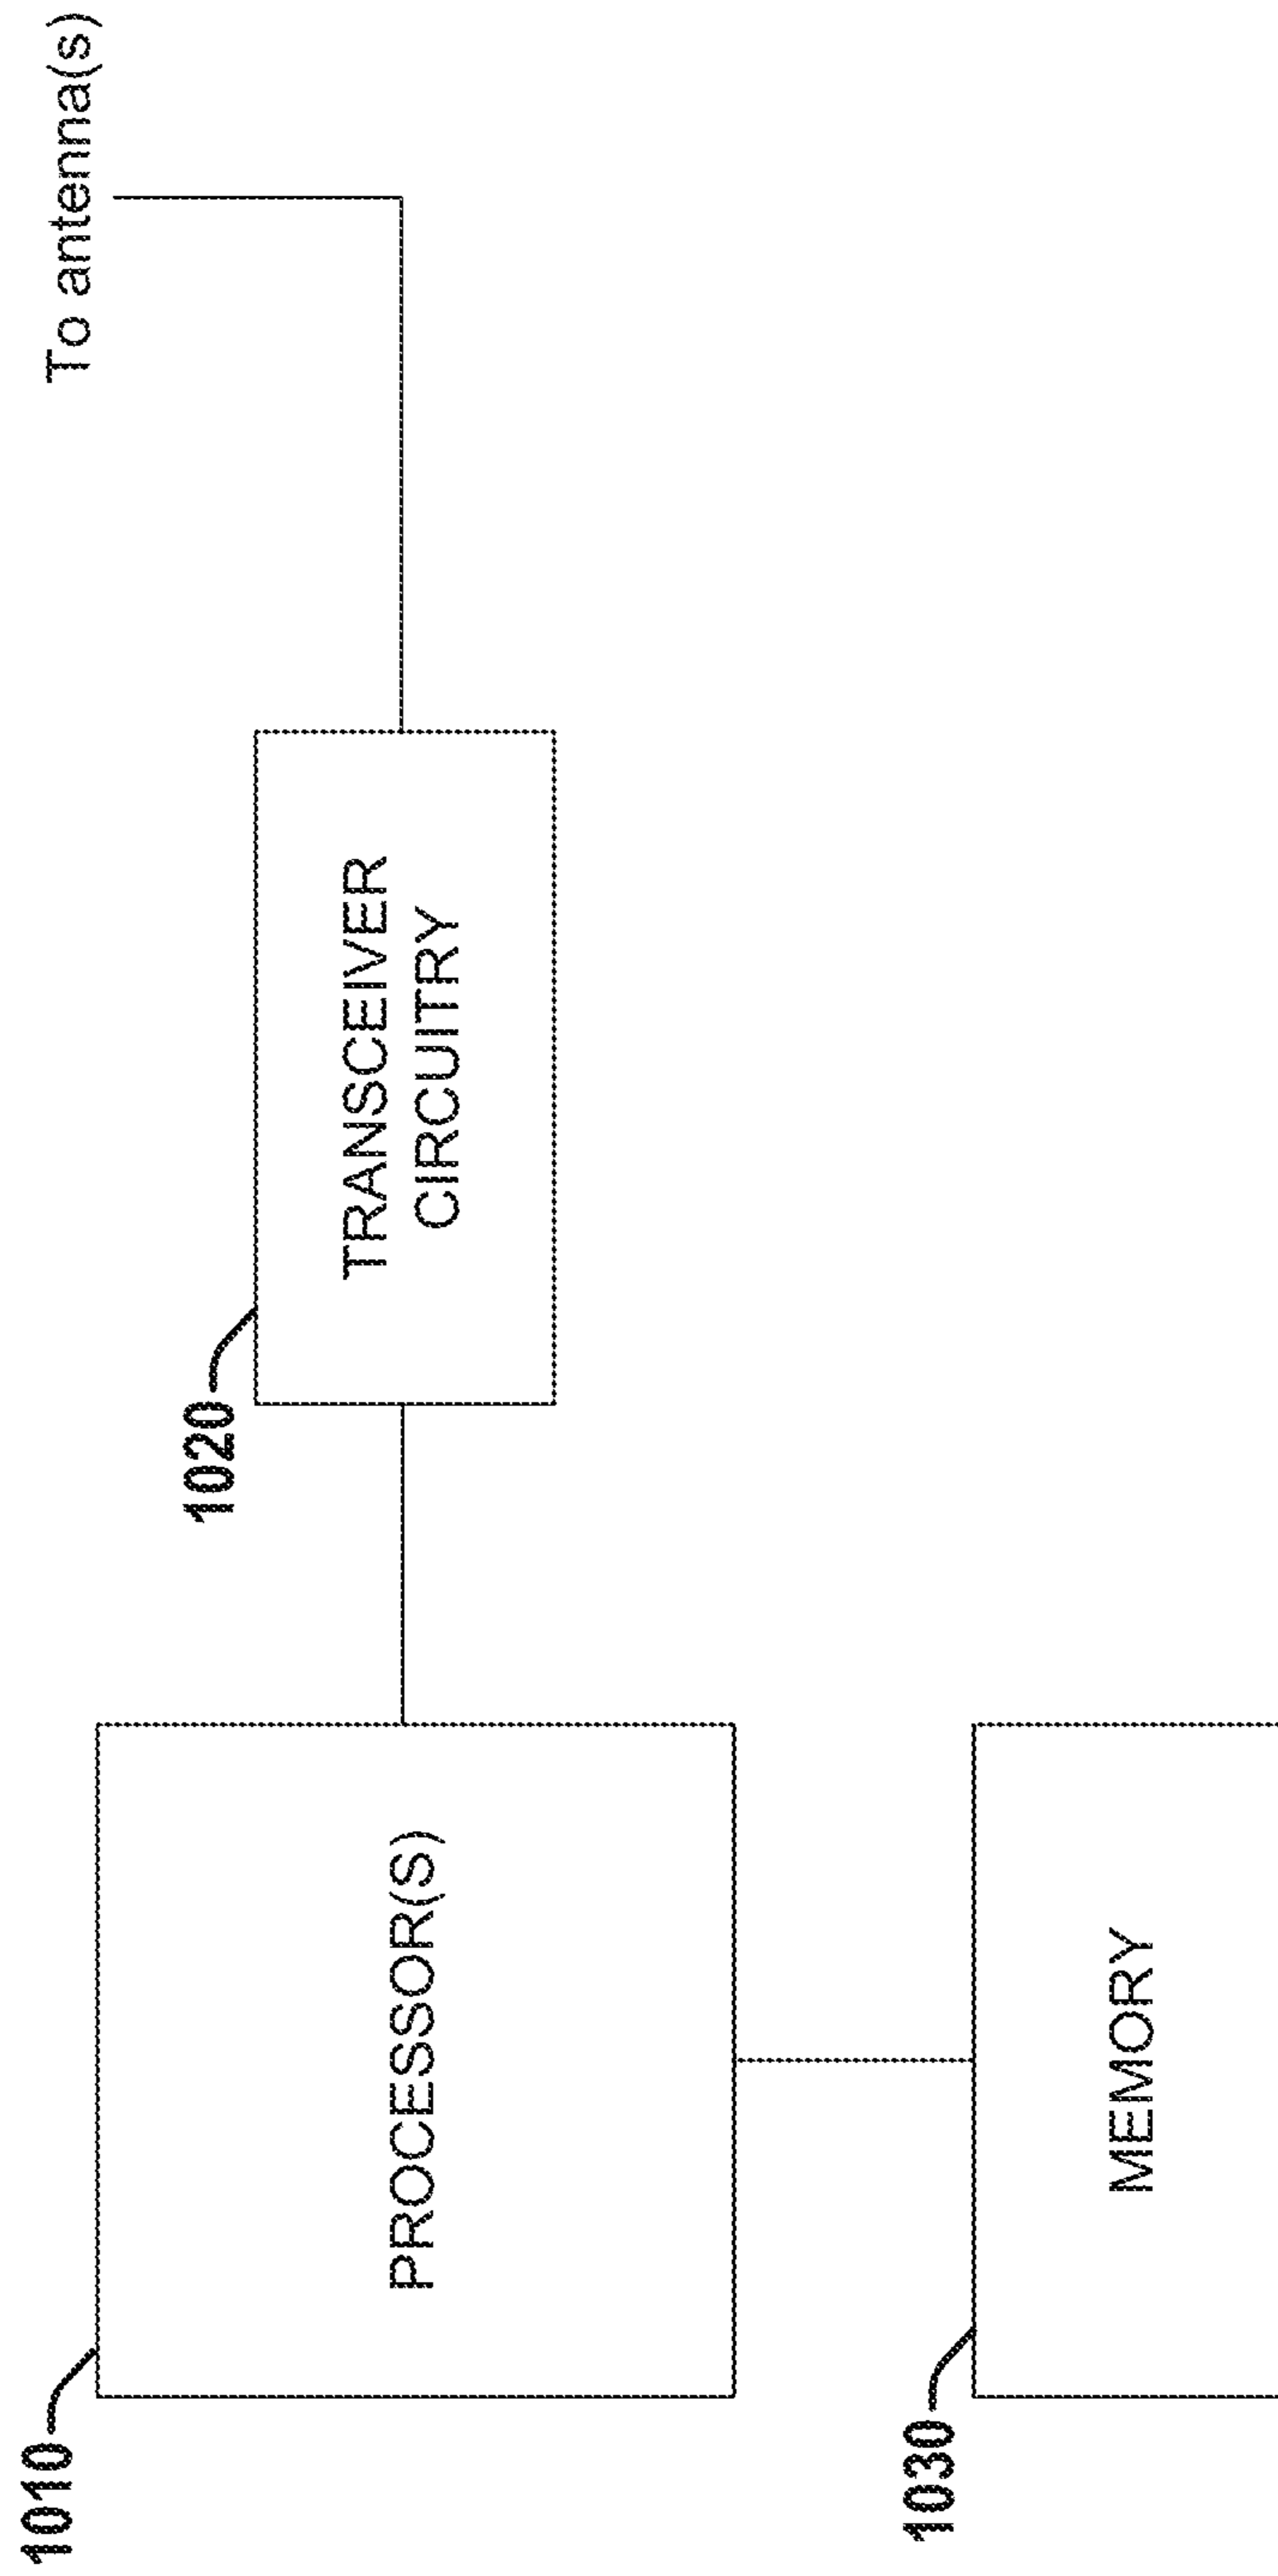 To antenna(s)
1020
TRANSCEIVER
CIRCUITRY
1010
PROCESSOR(S)
1030
MEMORY